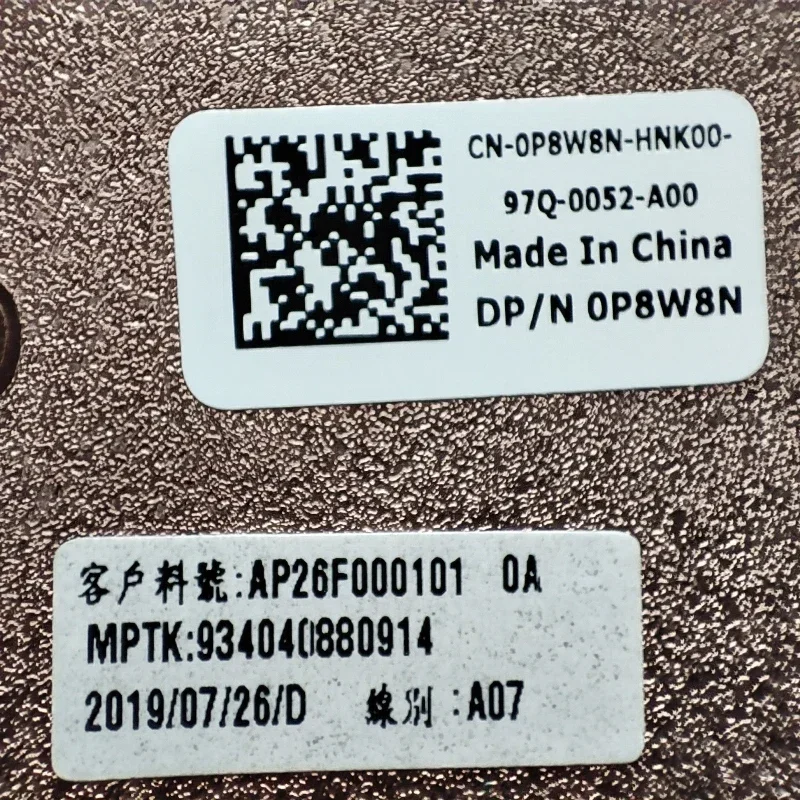 CN-0P8W8N-HNK00-
97Q-0052-A00
Made In China
DP/N 0P8W8N
客户料號:AP26F000101 0A
MPTK:934040880914
2019/07/26/D 線別:A07